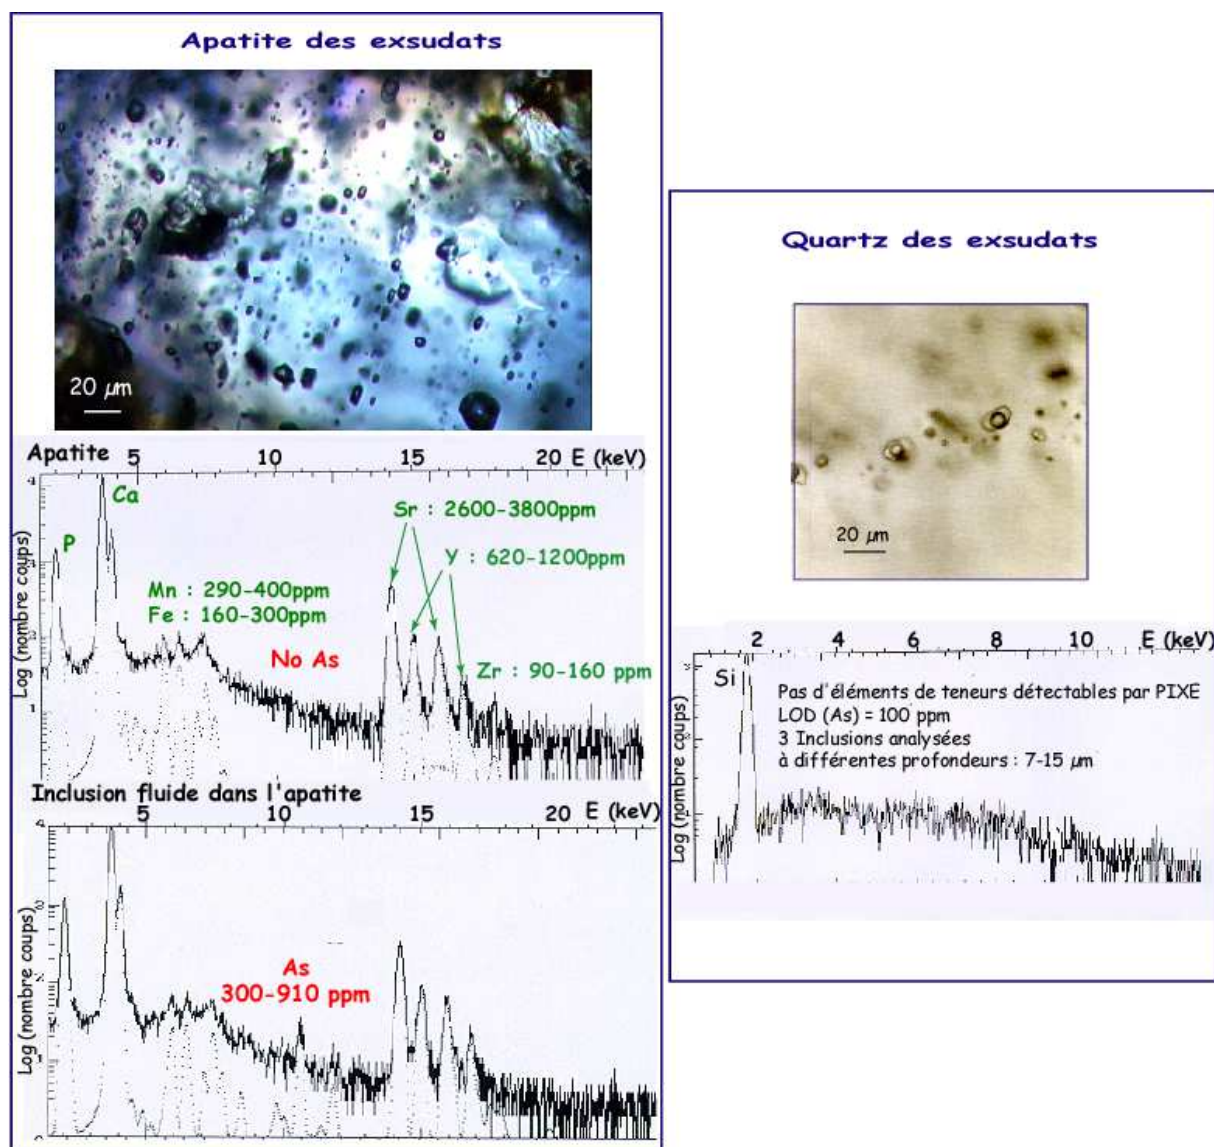 Apatite des exsudats
20 µm
Apatite
5 10 15 20 E (keV)
Ca
P
Sr : 2600-3800ppm
Y : 620-1200ppm
Mn : 290-400ppm
Fe : 160-300ppm
No As
Zr : 90-160 ppm
Log (nombre coups)
Inclusion fluide dans l'apatite
5 10 15 20 E (keV)
As
300-910 ppm
Log (nombre coups)
Quartz des exsudats
20 µm
2 4 6 8 10 E (keV)
Si
Pas d'éléments de teneurs détectables par PIXE
LOD (As) = 100 ppm
3 Inclusions analysées
à différentes profondeurs : 7-15 µm
Log (nombre coups)